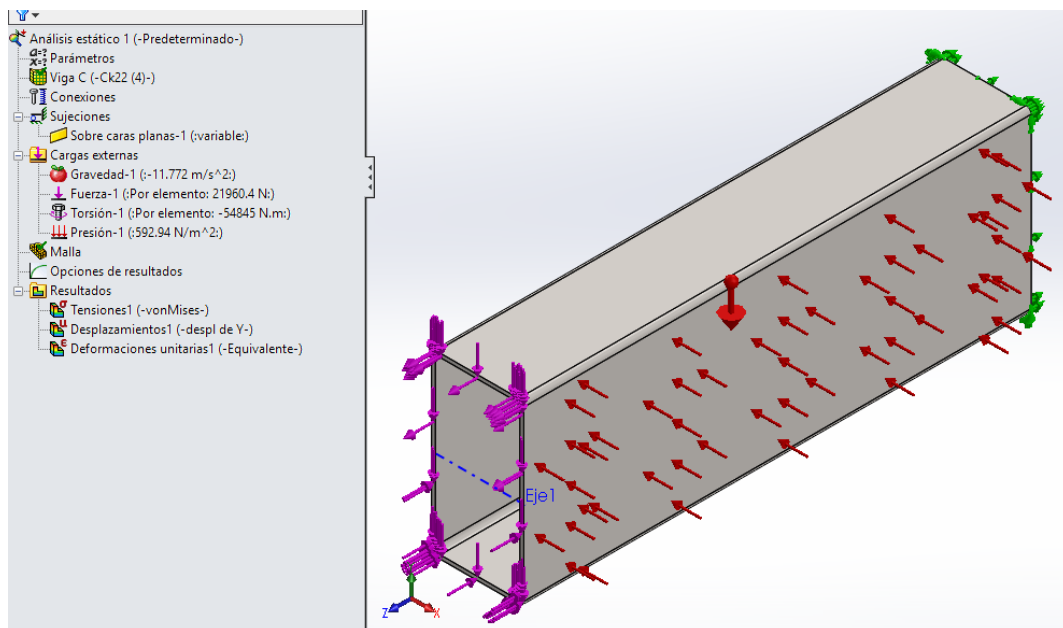 Análisis estático 1 (-Predeterminado-)
Parámetros
Viga C (-Ck22 (4)-)
Conexiones
Sujeciones
Sobre caras planas-1 (:variable:)
Cargas externas
Gravedad-1 (:-11.772 m/s^2:)
Fuerza-1 (:Por elemento: 21960.4 N:)
Torsión-1 (:Por elemento: -54845 N.m:)
Presión-1 (:592.94 N/m^2:)
Malla
Opciones de resultados
Resultados
Tensiones1 (-vonMises-)
Desplazamientos1 (-despl de Y-)
Deformaciones unitarias1 (-Equivalente-)
Eje1
Z
X